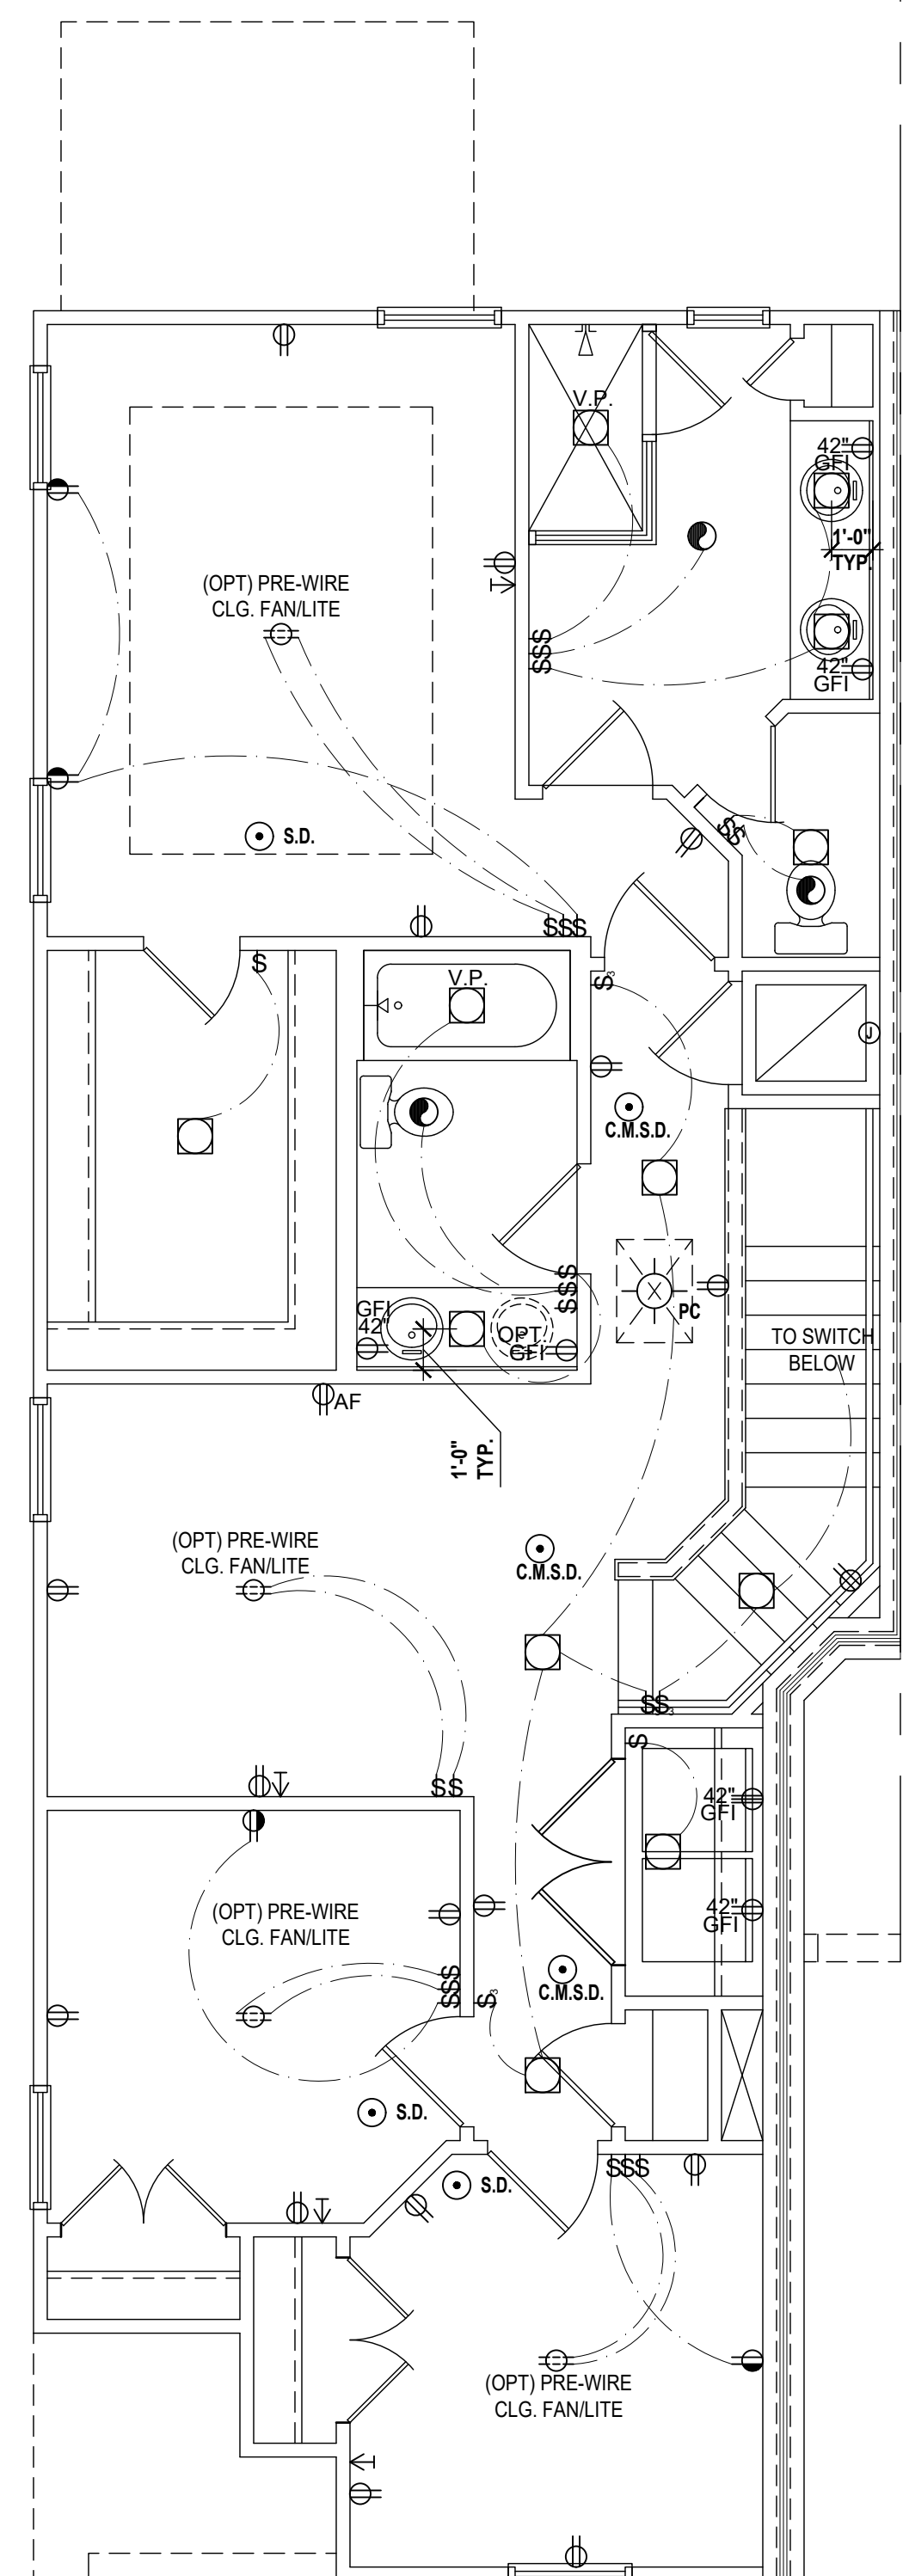 V.P.
42"
GFI
1'-0"
TYP.
(OPT) PRE-WIRE
CLG. FAN/LITE
SSS
42"
GFI
S.D.
SS
SSS
S
V.P.
S3
J
C.M.S.D.
SSS
PC
GFI
42"
OPT.
GFI
TO SWITCH
BELOW
AF
1'-0"
TYP.
(OPT) PRE-WIRE
CLG. FAN/LITE
C.M.S.D.
SS3
S
SS
42"
GFI
(OPT) PRE-WIRE
CLG. FAN/LITE
42"
GFI
SSS
S3
C.M.S.D.
S.D.
SSS
S.D.
(OPT) PRE-WIRE
CLG. FAN/LITE